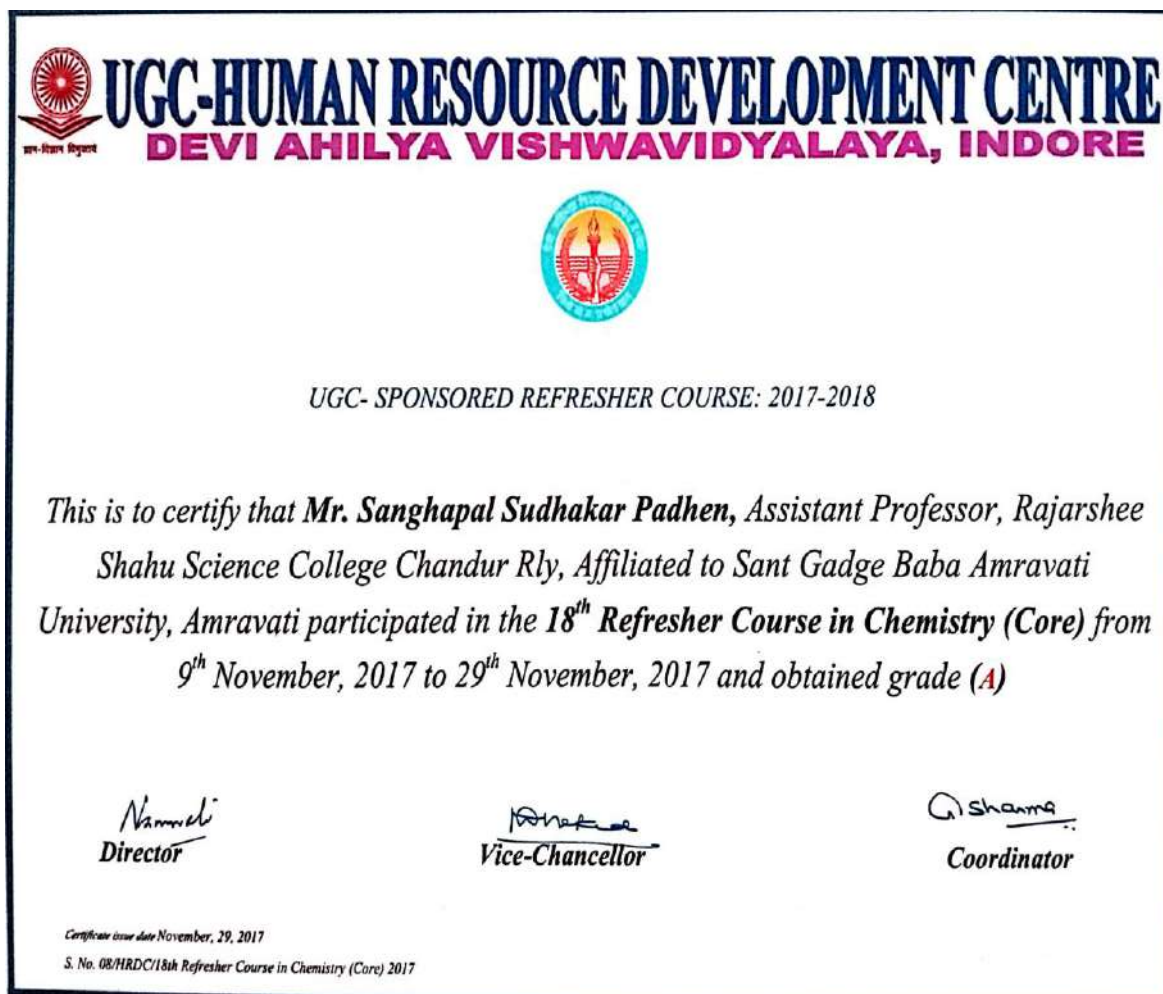 UGC-HUMAN RESOURCE DEVELOPMENT CENTRE
ज्ञान-विज्ञान विमुक्तये
DEVI AHILYA VISHWAVIDYALAYA, INDORE
UGC- SPONSORED REFRESHER COURSE: 2017-2018
This is to certify that Mr. Sanghapal Sudhakar Padhen, Assistant Professor, Rajarshee
Shahu Science College Chandur Rly, Affiliated to Sant Gadge Baba Amravati
University, Amravati participated in the 18th Refresher Course in Chemistry (Core) from
9th November, 2017 to 29th November, 2017 and obtained grade (A)
G Sharma
Director
Vice-Chancellor
Coordinator
Certificate issue date November, 29, 2017
S. No. 08/HRDC/18th Refresher Course in Chemistry (Core) 2017